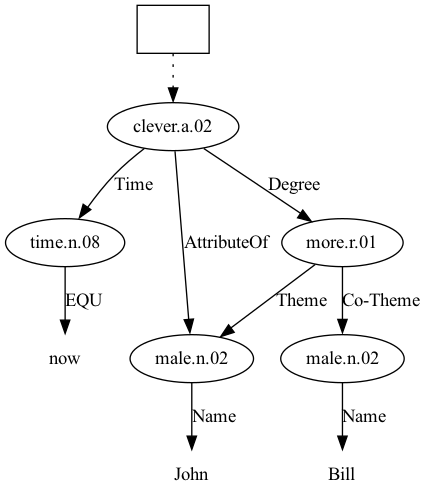 clever.a.02
Time
Degree
time.n.08
AttributeOf
more.r.01
EQU
Theme
Co-Theme
now
male.n.02
male.n.02
Name
Name
John
Bill